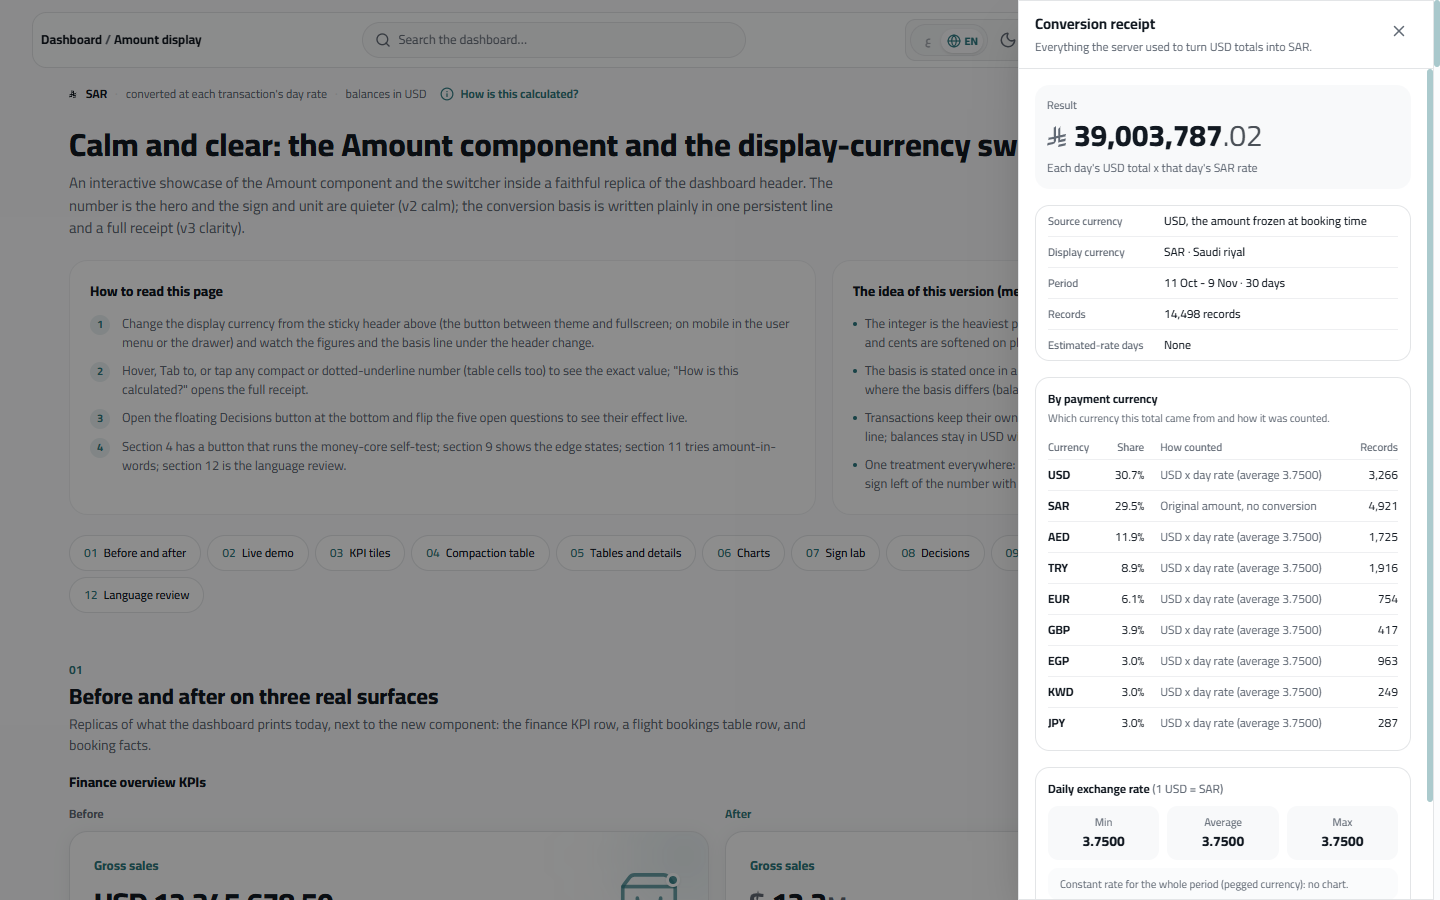 Dashboard / Amount display
Search the dashboard...
ع
EN
SAR converted at each transaction's day rate balances in USD How is this calculated?
Calm and clear: the Amount component and the display-currency sw
An interactive showcase of the Amount component and the switcher inside a faithful replica of the dashboard header. The
number is the hero and the sign and unit are quieter (v2 calm); the conversion basis is written plainly in one persistent line
and a full receipt (v3 clarity).
How to read this page
1 Change the display currency from the sticky header above (the button between theme and fullscreen; on mobile in the user
menu or the drawer) and watch the figures and the basis line under the header change.
2 Hover, Tab to, or tap any compact or dotted-underline number (table cells too) to see the exact value; "How is this
calculated?" opens the full receipt.
3 Open the floating Decisions button at the bottom and flip the five open questions to see their effect live.
4 Section 4 has a button that runs the money-core self-test; section 9 shows the edge states; section 11 tries amount-in-
words; section 12 is the language review.
The idea of this version (me
• The integer is the heaviest p
and cents are softened on pl
• The basis is stated once in a
where the basis differs (bala
• Transactions keep their own
line; balances stay in USD w
• One treatment everywhere:
sign left of the number with
01 Before and after
02 Live demo
03 KPI tiles
04 Compaction table
05 Tables and details
06 Charts
07 Sign lab
08 Decisions
09
12 Language review
01
Before and after on three real surfaces
Replicas of what the dashboard prints today, next to the new component: the finance KPI row, a flight bookings table row, and
booking facts.
Finance overview KPIs
Before
Gross sales
USD 12,345,678.50
After
Gross sales
Conversion receipt
Everything the server used to turn USD totals into SAR.
Result
39,003,787.02
Each day's USD total x that day's SAR rate
Source currency USD, the amount frozen at booking time
Display currency SAR · Saudi riyal
Period 11 Oct - 9 Nov · 30 days
Records 14,498 records
Estimated-rate days None
By payment currency
Which currency this total came from and how it was counted.
Currency Share How counted Records
USD 30.7% USD x day rate (average 3.7500) 3,266
SAR 29.5% Original amount, no conversion 4,921
AED 11.9% USD x day rate (average 3.7500) 1,725
TRY 8.9% USD x day rate (average 3.7500) 1,916
EUR 6.1% USD x day rate (average 3.7500) 754
GBP 3.9% USD x day rate (average 3.7500) 417
EGP 3.0% USD x day rate (average 3.7500) 963
KWD 3.0% USD x day rate (average 3.7500) 249
JPY 3.0% USD x day rate (average 3.7500) 287
Daily exchange rate (1 USD = SAR)
Min Average Max
3.7500 3.7500 3.7500
Constant rate for the whole period (pegged currency): no chart.